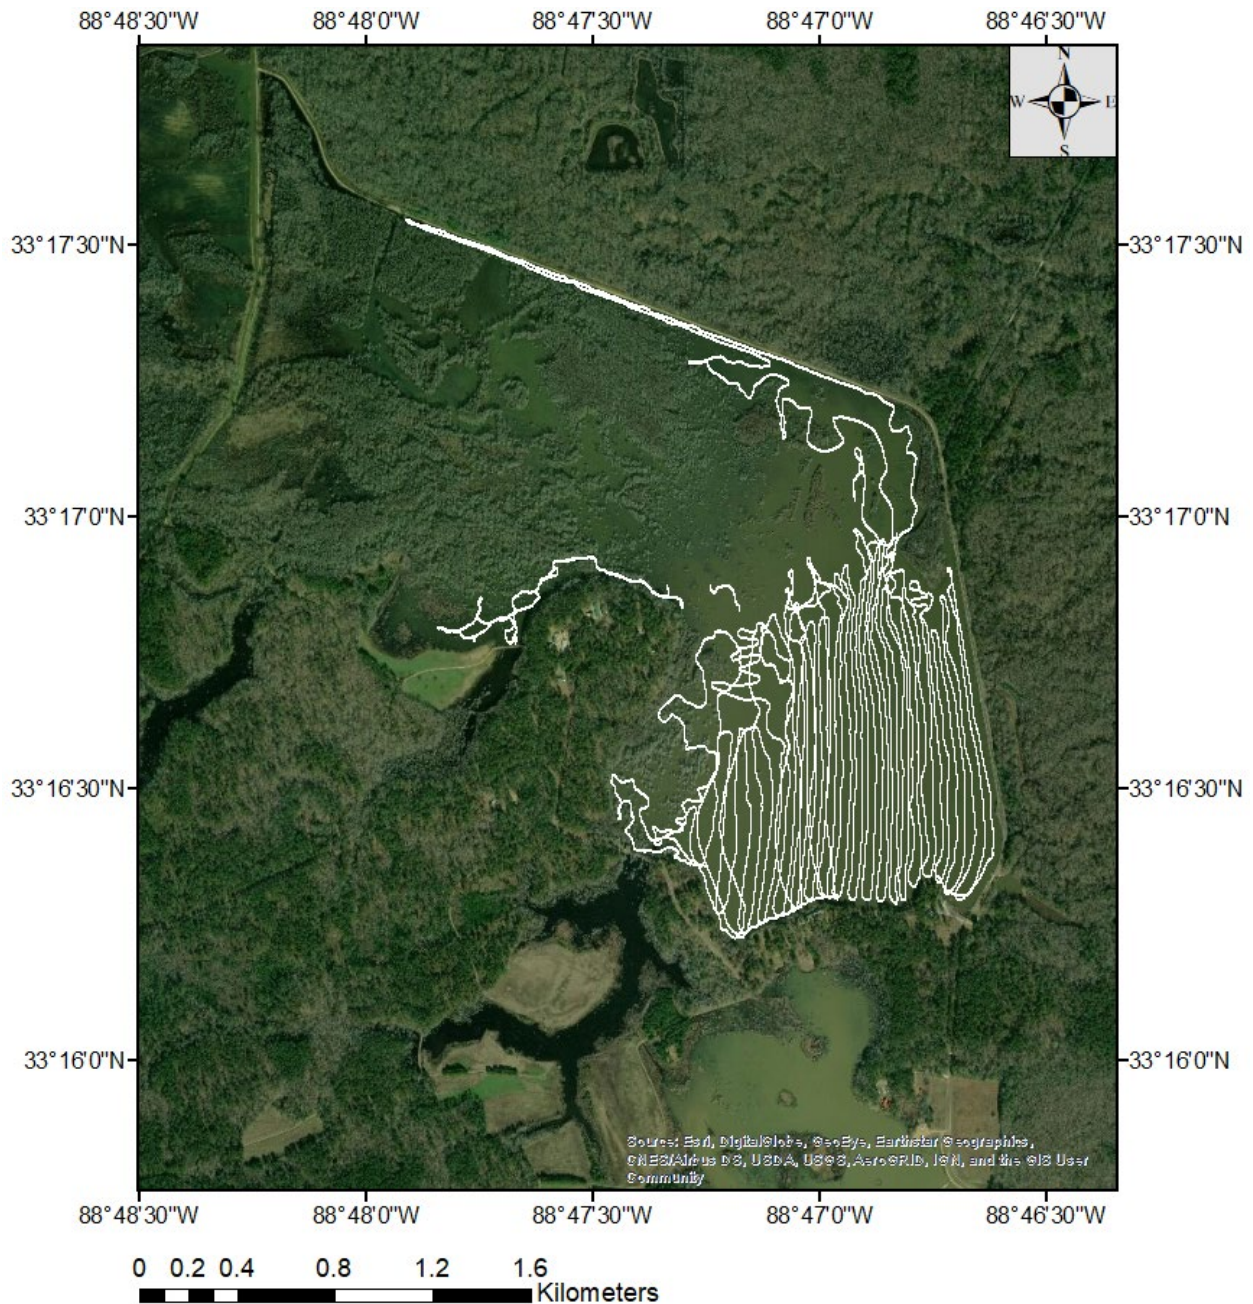 88°48'30"W 88°48'0"W 88°47'30"W 88°47'0"W 88°46'30"W
N
W E
S
33°17'30"N 33°17'30"N
33°17'0"N 33°17'0"N
33°16'30"N 33°16'30"N
33°16'0"N 33°16'0"N
Source: Esri, DigitalGlobe, GeoEye, Earthstar Geographics,
CNES/Airbus DS, USDA, USGS, AeroGRID, IGN, and the GIS User
Community
88°48'30"W 88°48'0"W 88°47'30"W 88°47'0"W 88°46'30"W
0 0.2 0.4 0.8 1.2 1.6
Kilometers